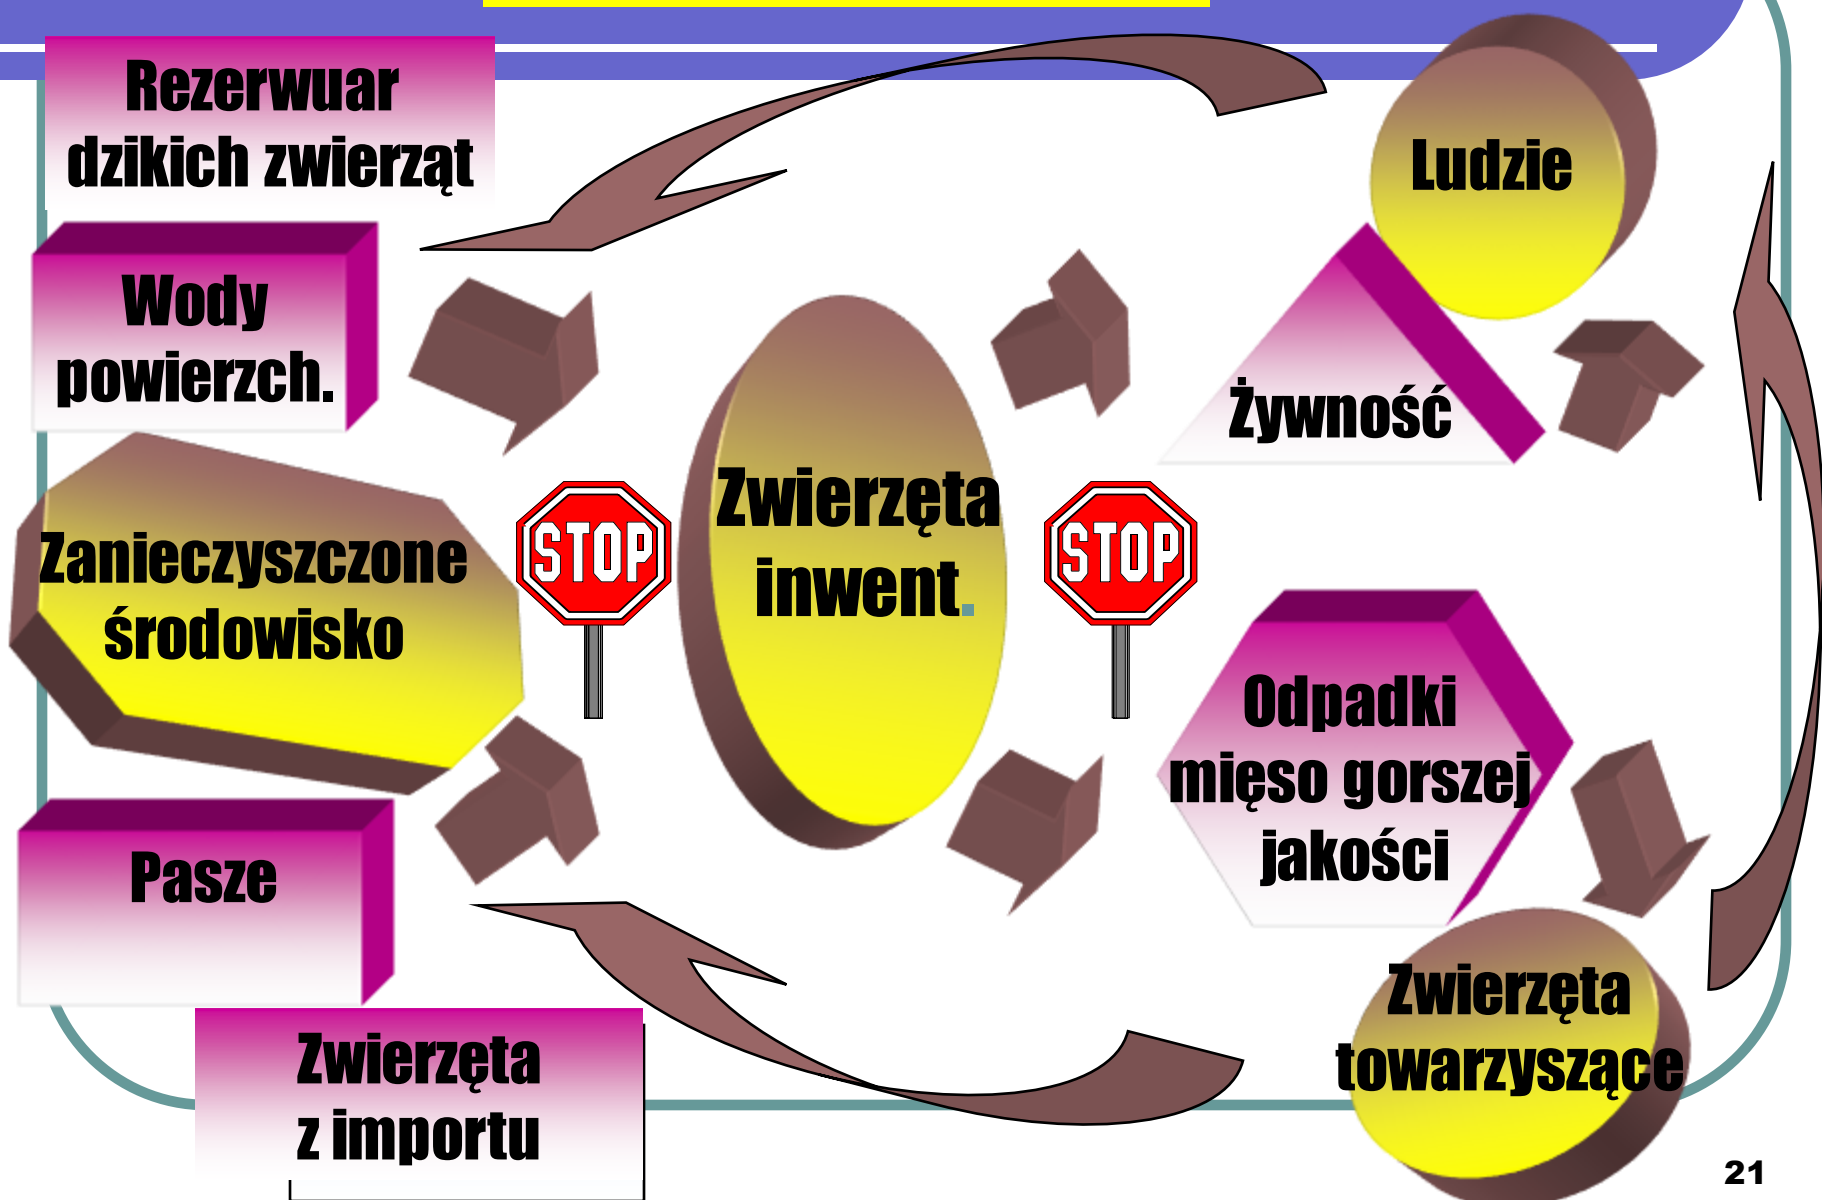 Rezerwuar
dzikich zwierząt
Ludzie
Wody
powierzch.
Żywność
Zwierzęta
inwent.
STOP
STOP
Zanieczyszczone
środowisko
Odpadki
mięso gorszej
jakości
Pasze
Zwierzęta
towarzyszące
Zwierzęta
z importu
21